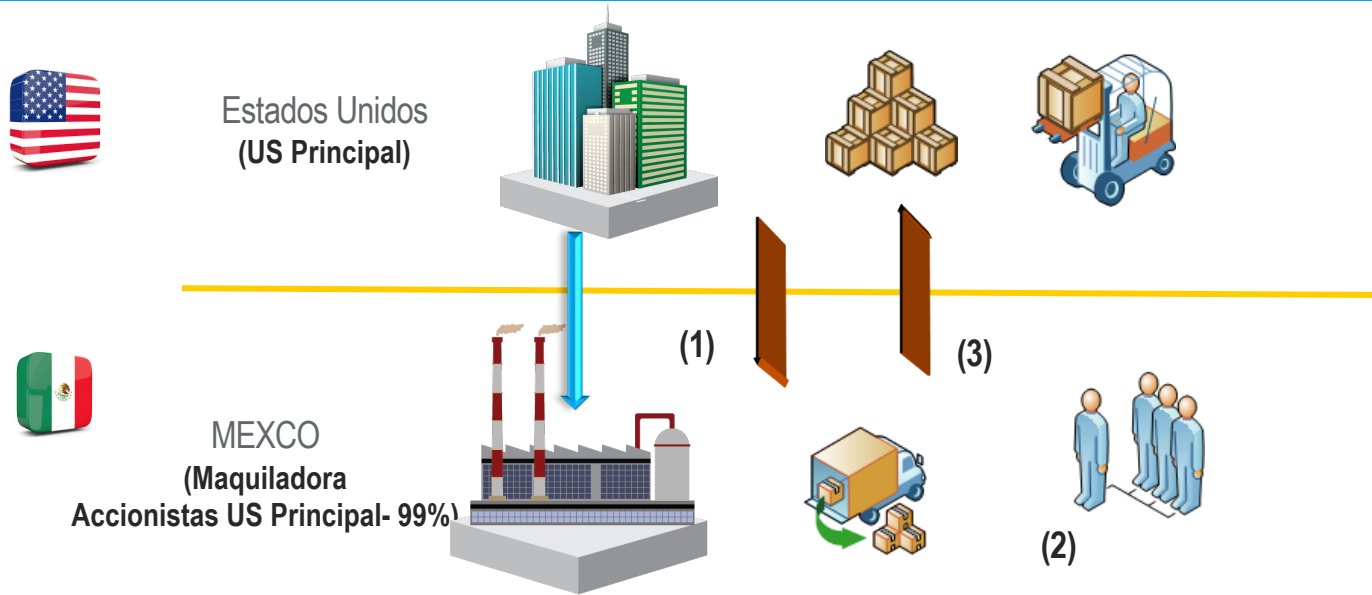 Estados Unidos
(US Principal)
(1)
(3)
MEXCO
(Maquiladora
Accionistas US Principal- 99%)
(2)